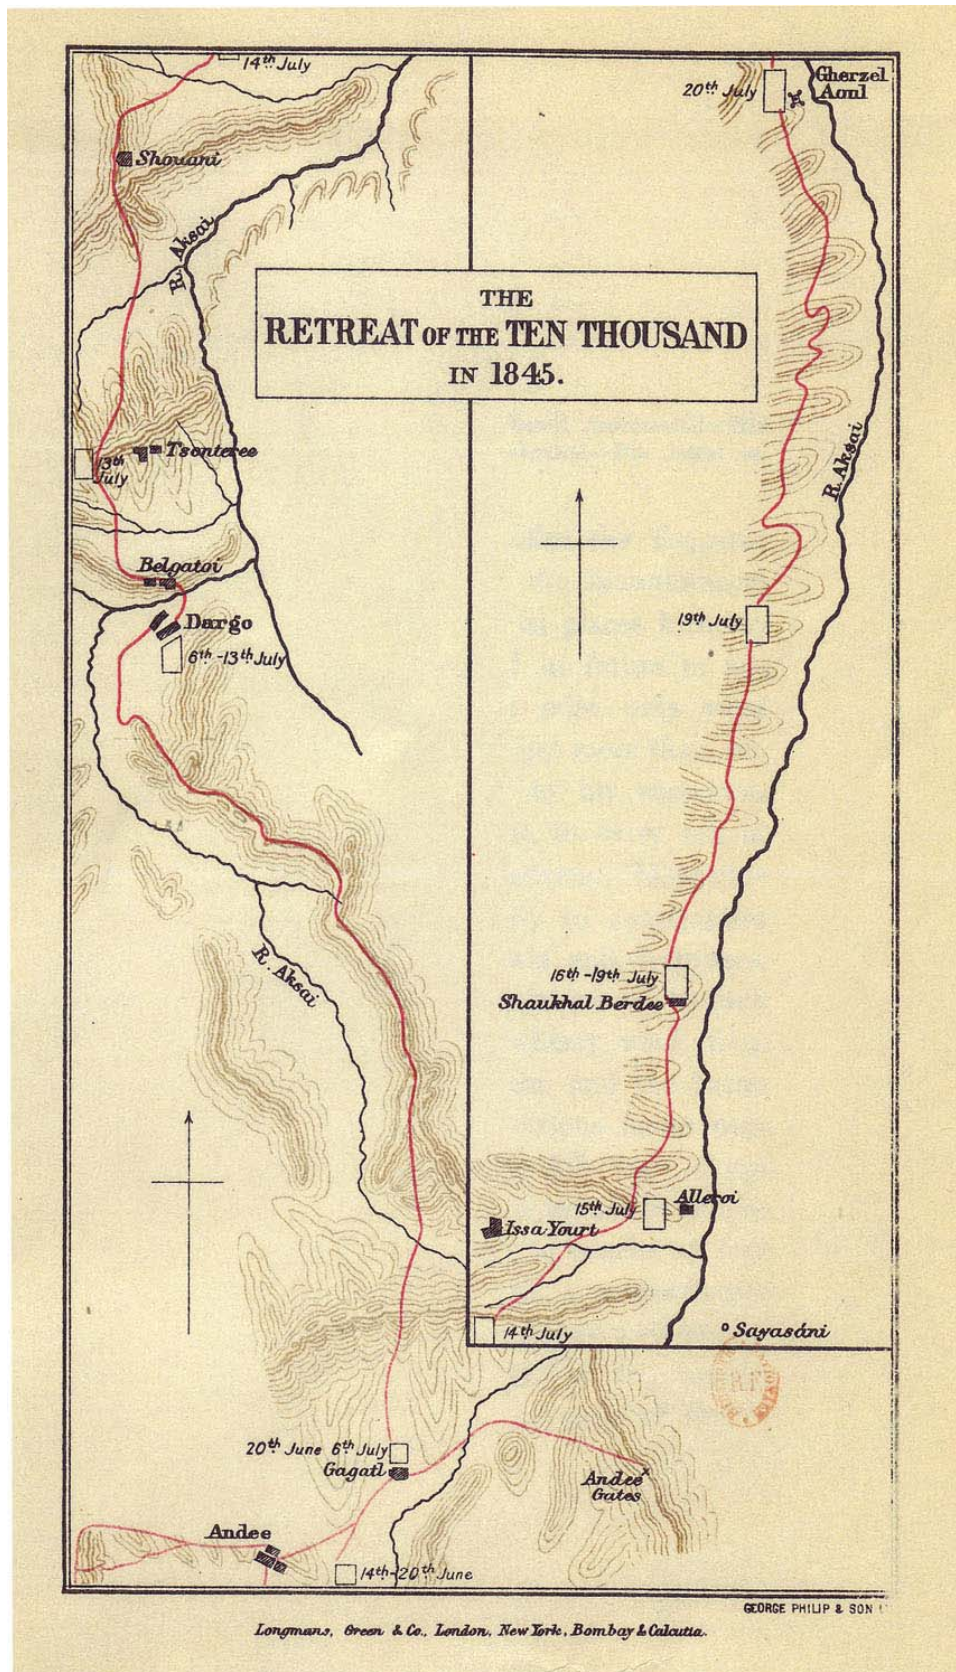 14th July
Gherzel
Aoul
20th July
Shouani
R. Aksai
THE
RETREAT OF THE TEN THOUSAND
IN 1845.
R. Aksai
Tsonteree
13th
July
Belgatoi
Dargo
6th-13th July
19th July
R. Aksai
16th-19th July
Shaukhal Berdee
15th July
Alleroi
Issa Yourt
14th July
Sayasáni
20th June 6th July
Gagatl
Andee
Gates
Andee
14th-20th June
GEORGE PHILIP & SON
Longmans, Green & Co., London, New York, Bombay & Calcutta.